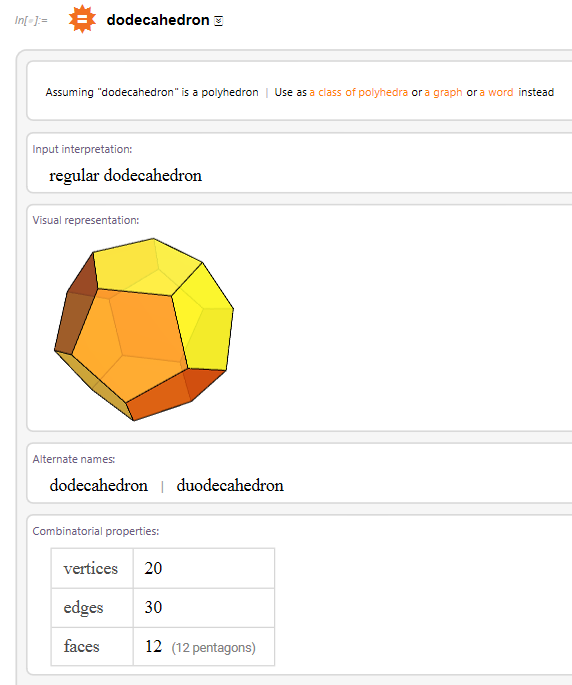 In[∘]:= dodecahedron
Assuming "dodecahedron" is a polyhedron | Use as a class of polyhedra or a graph or a word instead
Input interpretation:
regular dodecahedron
Visual representation:
Alternate names:
dodecahedron | duodecahedron
Combinatorial properties:
vertices 20
edges 30
faces 12 (12 pentagons)